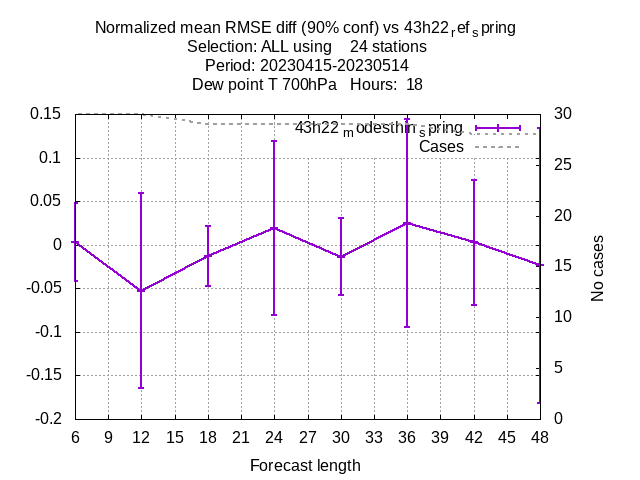 Normalized mean RMSE diff (90% conf) vs 43h22refspring
Selection: ALL using 24 stations
Period: 20230415-20230514
Dew point T 700hPa Hours: 18
43h22modesthinspring
Cases
0.15
0.1
0.05
0
-0.05
-0.1
-0.15
-0.2
30
25
20
15
10
5
0
No cases
6 9 12 15 18 21 24 27 30 33 36 39 42 45 48
Forecast length